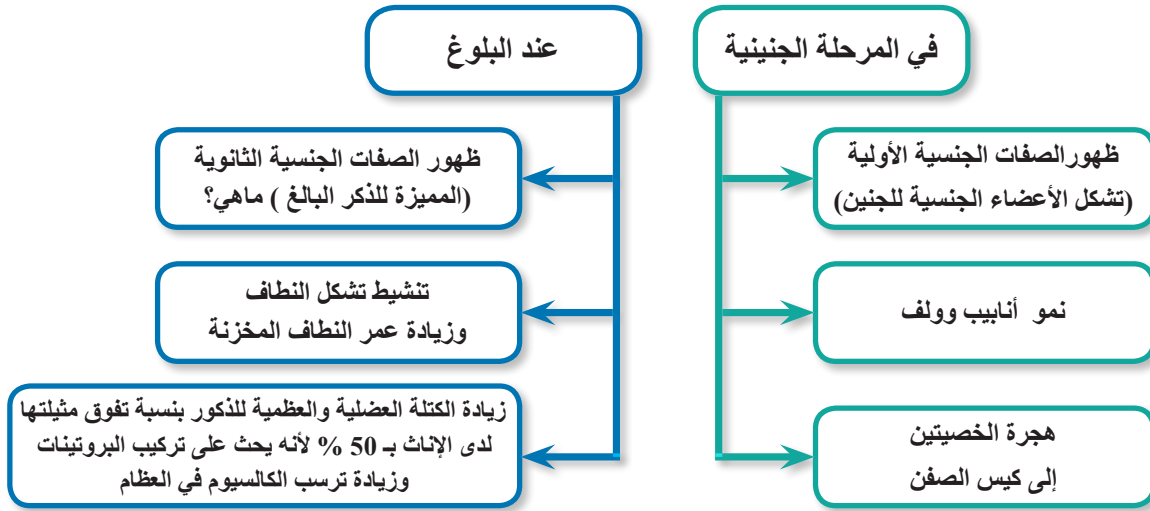 في المرحلة الجنينية
ظهورالصفات الجنسية الأولية
(تشكل الأعضاء الجنسية للجنين)
نمو أنابيب وولف
هجرة الخصيتين
إلى كيس الصفن
عند البلوغ
ظهور الصفات الجنسية الثانوية
(المميزة للذكر البالغ ) ماهي؟
تنشيط تشكل النطاف
وزيادة عمر النطاف المخزنة
زيادة الكتلة العضلية والعظمية للذكور بنسبة تفوق مثيلتها
لدى الإناث بـ 50 % لأنه يحث على تركيب البروتينات
وزيادة ترسب الكالسيوم في العظام